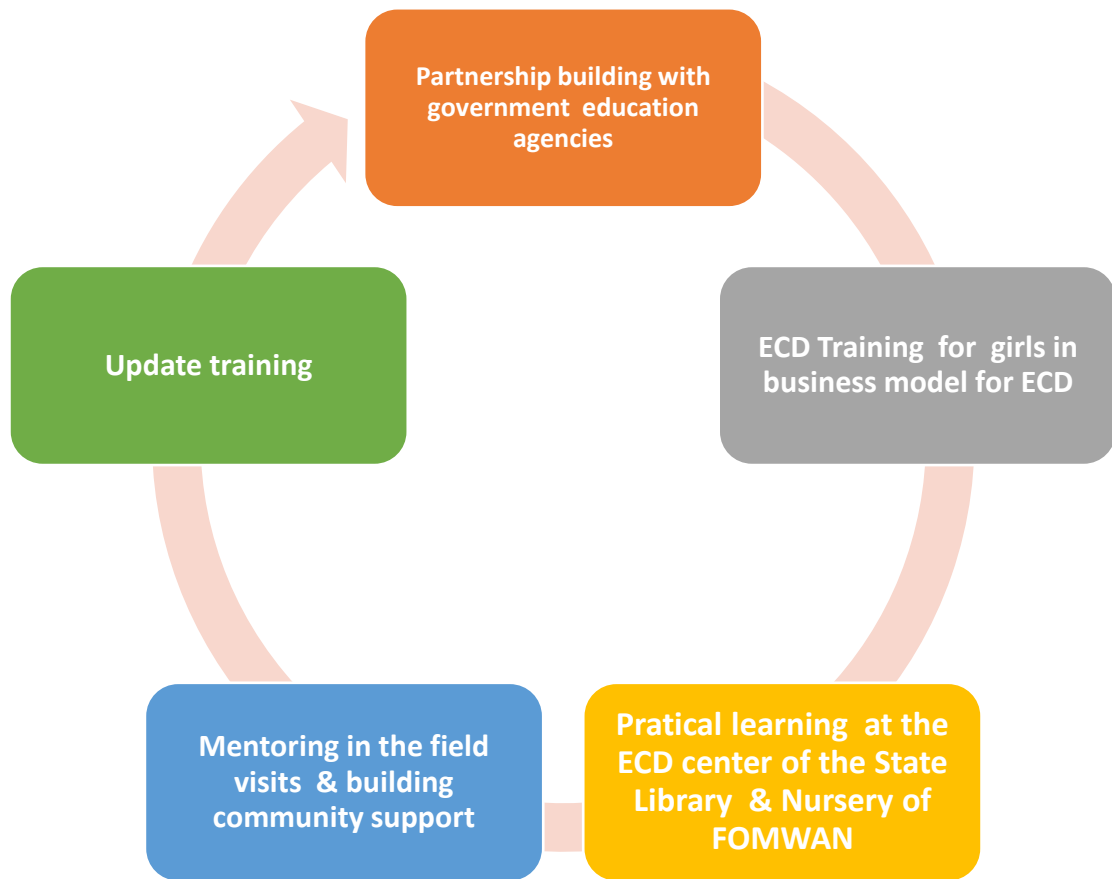 Partnership building with
government education
agencies
ECD Training for girls in
business model for ECD
Pratical learning at the
ECD center of the State
Library & Nursery of
FOMWAN
Mentoring in the field
visits & building
community support
Update training